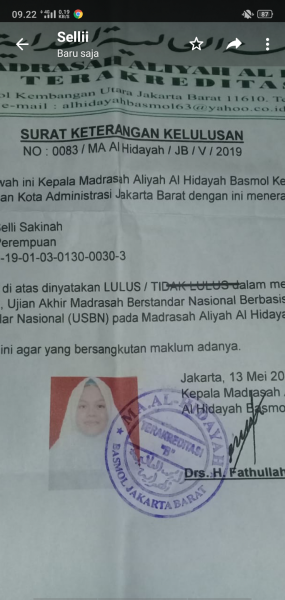 09.22
0.19
KB/S
87
Sellii
Baru saja
MADRASAH ALIYAH AL
TERAKREDITAS
Kembangan Utara Jakarta Barat 11610.
e-mail : alhidayahbasmol63@yahoo.co.id
SURAT KETERANGAN KELULUSAN
NO : 0083 / MA Al Hidayah / JB / V / 2019
wah ini Kepala Madrasah Aliyah Al Hidayah Basmol Ke
an Kota Administrasi Jakarta Barat dengan ini menera
elli Sakinah
Perempuan
-19-01-03-0130-0030-3
di atas dinyatakan LULUS / TIDAK LULUS dalam me
, Ujian Akhir Madrasah Berstandar Nasional Berbasis
lar Nasional (USBN) pada Madrasah Aliyah Al Hidaya
ini agar yang bersangkutan maklum adanya.
Jakarta, 13 Mei 20
Kepala Madrasah
Al Hidayah Basmo
MA. AL-HIDAYAH
TERAKREDITASI
"B"
BASMOL JAKARTA BARAT
Drs. H. Fathullah